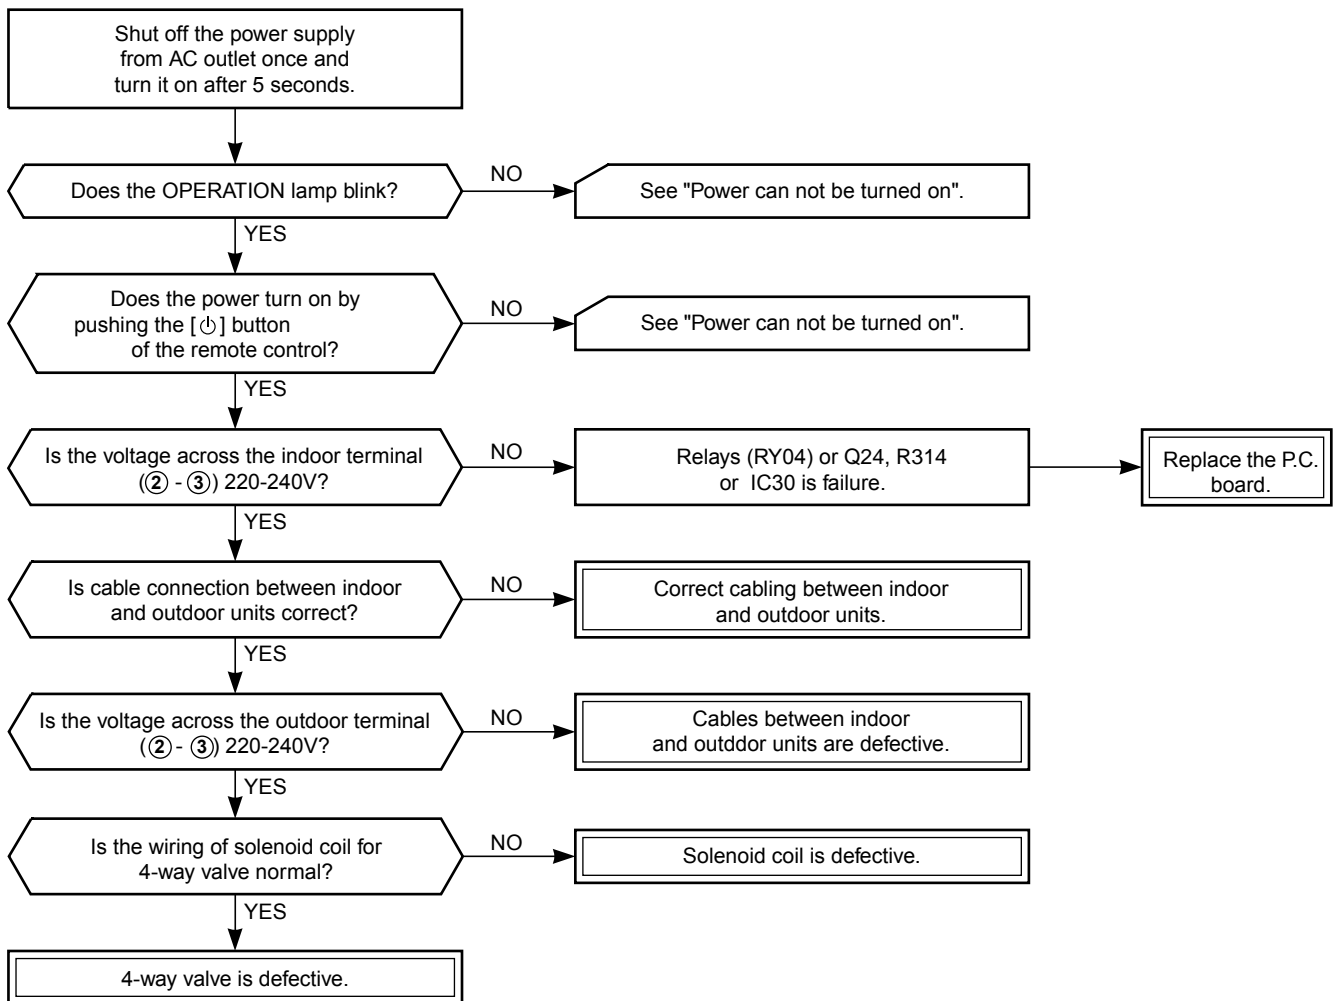 Shut off the power supply
from AC outlet once and
turn it on after 5 seconds.
Does the OPERATION lamp blink?
NO
See "Power can not be turned on".
YES
Does the power turn on by
pushing the [⏻] button
of the remote control?
NO
See "Power can not be turned on".
YES
Is the voltage across the indoor terminal
(② - ③) 220-240V?
NO
Relays (RY04) or Q24, R314
or IC30 is failure.
Replace the P.C.
board.
YES
Is cable connection between indoor
and outdoor units correct?
NO
Correct cabling between indoor
and outdoor units.
YES
Is the voltage across the outdoor terminal
(② - ③) 220-240V?
NO
Cables between indoor
and outddor units are defective.
YES
Is the wiring of solenoid coil for
4-way valve normal?
NO
Solenoid coil is defective.
YES
4-way valve is defective.